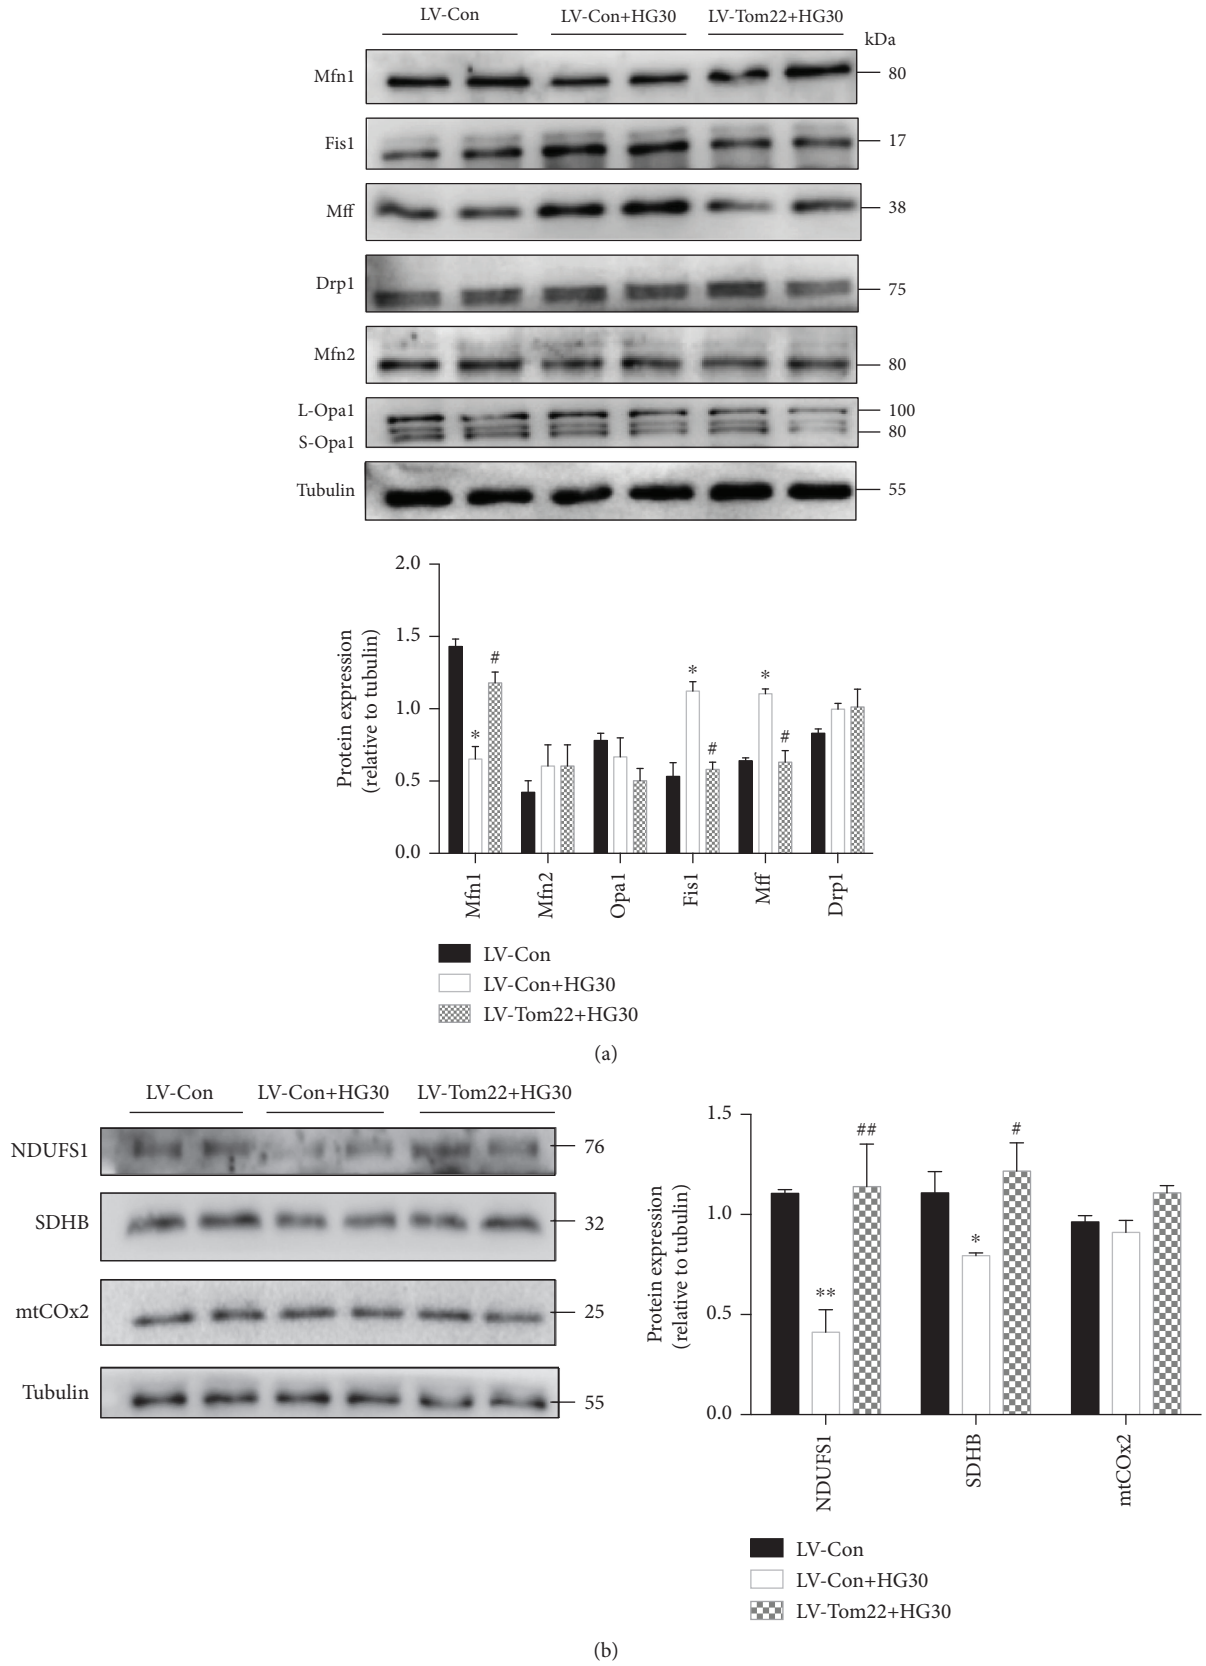 LV-Con LV-Con+HG30 LV-Tom22+HG30
kDa
Mfn1 80
Fis1 17
Mff 38
Drp1 75
Mfn2 80
L-Opa1 100
80
S-Opa1
Tubulin 55
Protein expression
(relative to tubulin)
2.0
1.5
1.0
0.5
0.0
* # * # * #
Mfn1 Mfn2 Opa1 Fis1 Mff Drp1
LV-Con
LV-Con+HG30
LV-Tom22+HG30
(a)
LV-Con LV-Con+HG30 LV-Tom22+HG30
NDUFS1 76
SDHB 32
mtCOx2 25
Tubulin 55
Protein expression
(relative to tubulin)
1.5
1.0
0.5
0.0
** ## * #
NDUFS1 SDHB mtCOx2
LV-Con
LV-Con+HG30
LV-Tom22+HG30
(b)